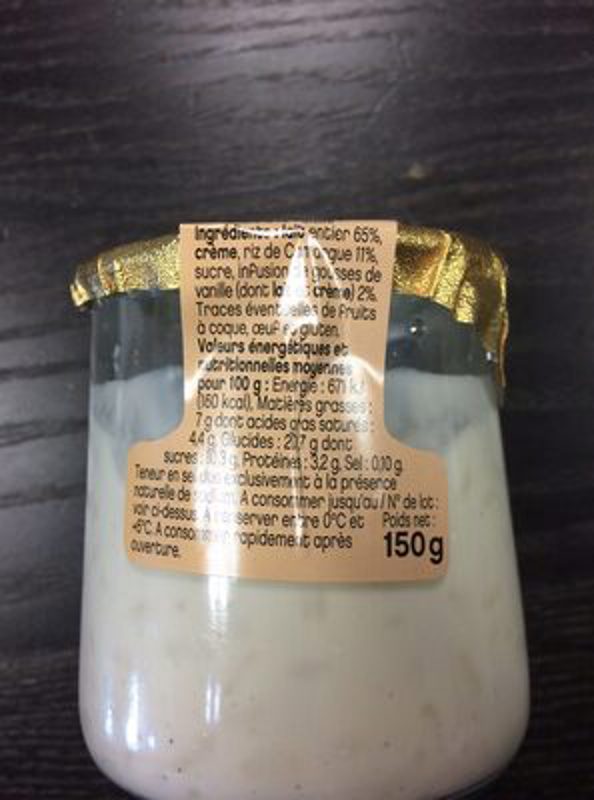 Ingrédients : lait entier 65%,
crème, riz de Camargue 11%,
sucre, infusion de gousses de
vanille (dont lait, crème) 2%.
Traces éventuelles de fruits
à coque, œuf et gluten.
Valeurs énergétiques et
nutritionnelles moyennes
pour 100 g : Energie : 671 kJ
(160 kcal), Matières grasses :
7 g dont acides gras saturés :
4,4 g, Glucides : 20,7 g dont
sucres : g, Protéines : 3,2 g, Sel : 0,10 g.
Teneur en sel due exclusivement à la présence
naturelle de sodium. A consommer jusqu'au / N° de lot :
voir ci-dessus. A conserver entre 0°C et
+6°C. A consommer rapidement après
ouverture.
Poids net :
150 g